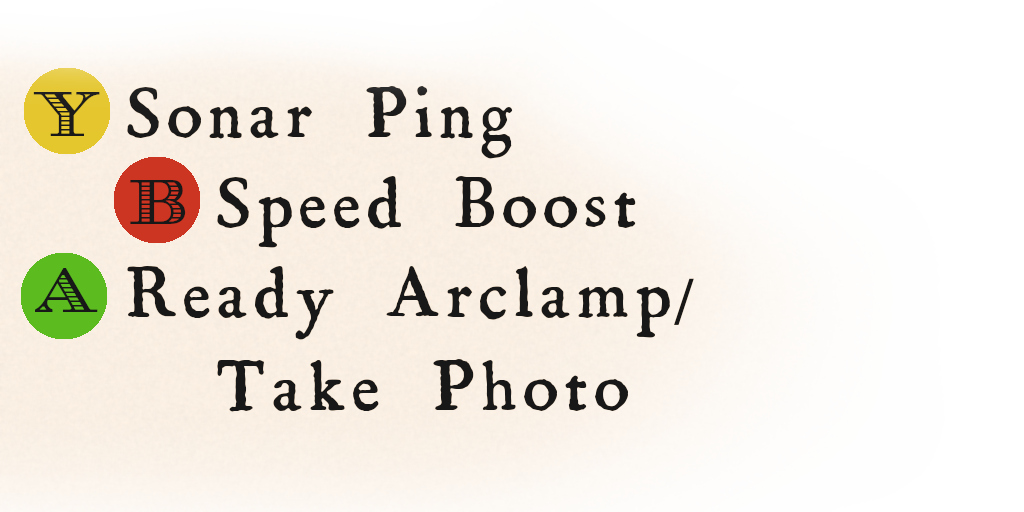 Y Sonar Ping
B Speed Boost
A Ready Arclamp/
Take Photo